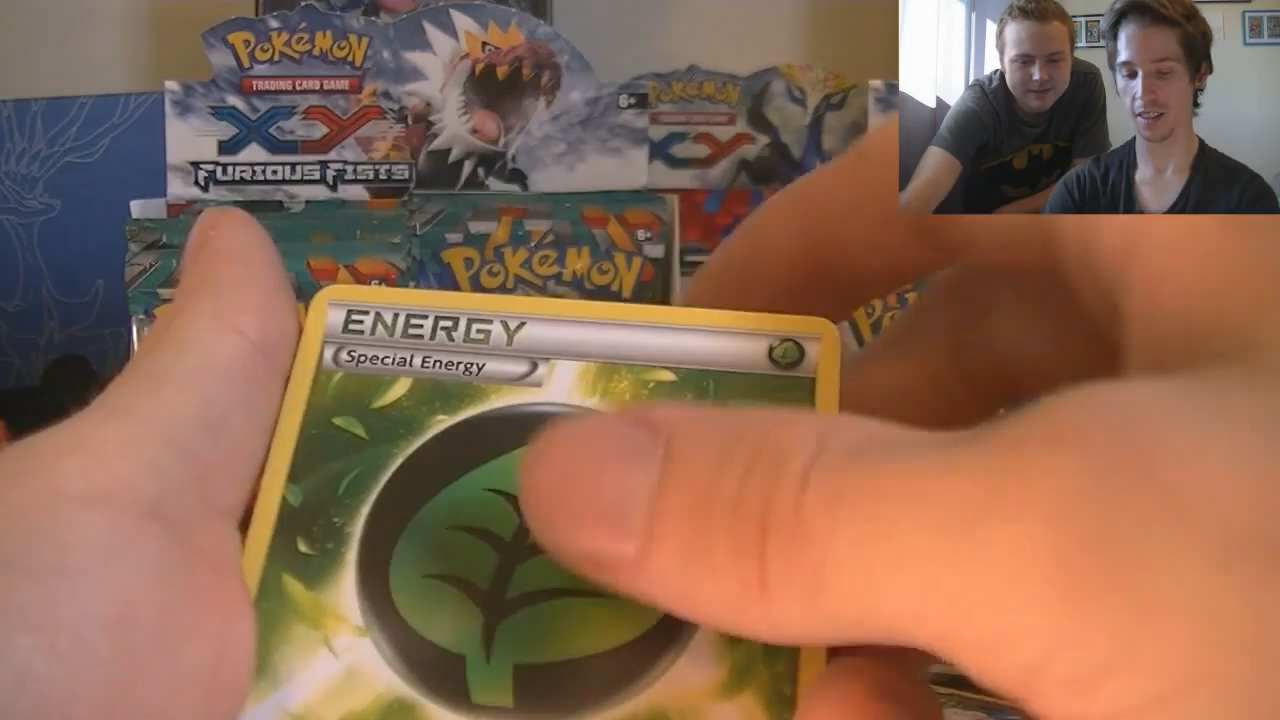 POKÉMON
TRADING CARD GAME
XY
FURIOUS FISTS
6+
POKÉMON
XY
POKÉMON
6+
ENERGY
Special Energy